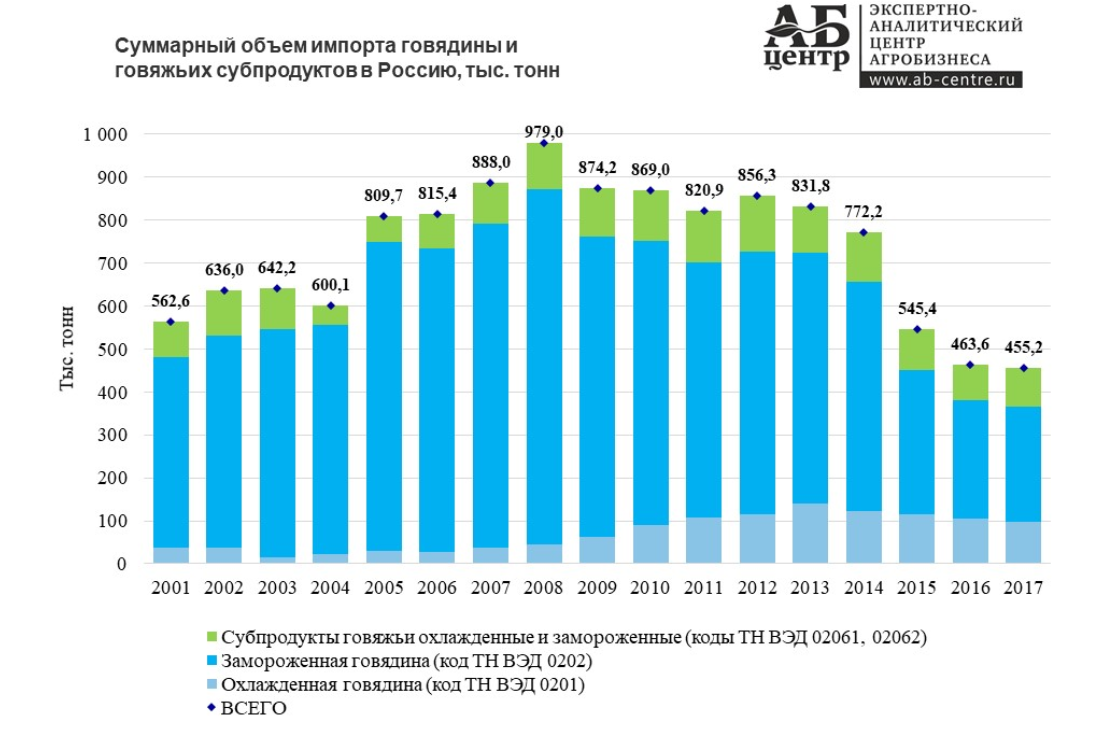 Суммарный объем импорта говядины и
говяжьих субпродуктов в Россию, тыс. тонн
АБ
центр
ЭКСПЕРТНО-
АНАЛИТИЧЕСКИЙ
ЦЕНТР
АГРОБИЗНЕСА
www.ab-centre.ru
Тыс. тонн
1 000
900
800
700
600
500
400
300
200
100
0
562,6
636,0
642,2
600,1
809,7
815,4
888,0
979,0
874,2
869,0
820,9
856,3
831,8
772,2
545,4
463,6
455,2
2001 2002 2003 2004 2005 2006 2007 2008 2009 2010 2011 2012 2013 2014 2015 2016 2017
Субпродукты говяжьи охлажденные и замороженные (коды ТН ВЭД 02061, 02062)
Замороженная говядина (код ТН ВЭД 0202)
Охлажденная говядина (код ТН ВЭД 0201)
ВСЕГО